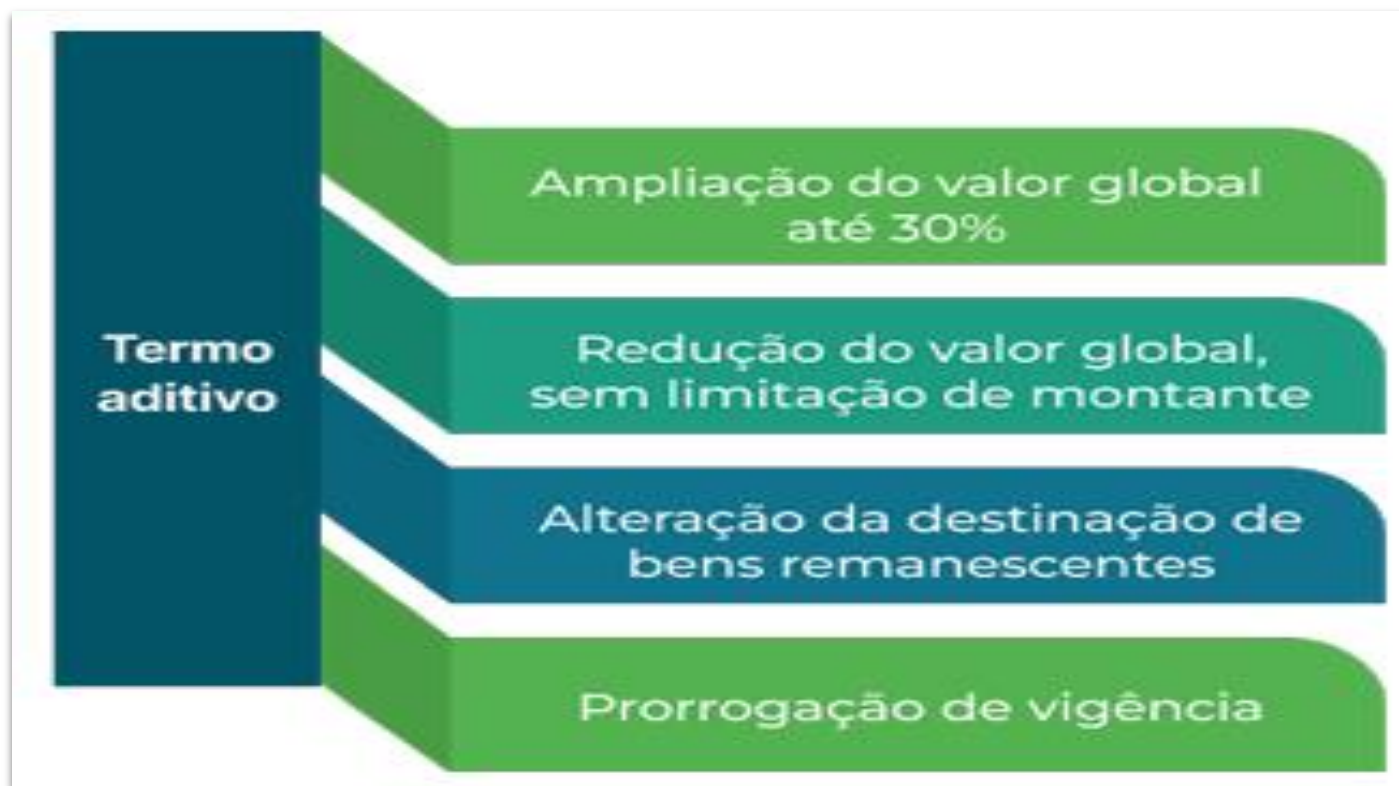 Termo
aditivo
Ampliação do valor global
até 30%
Redução do valor global,
sem limitação de montante
Alteração da destinação de
bens remanescentes
Prorrogação de vigência